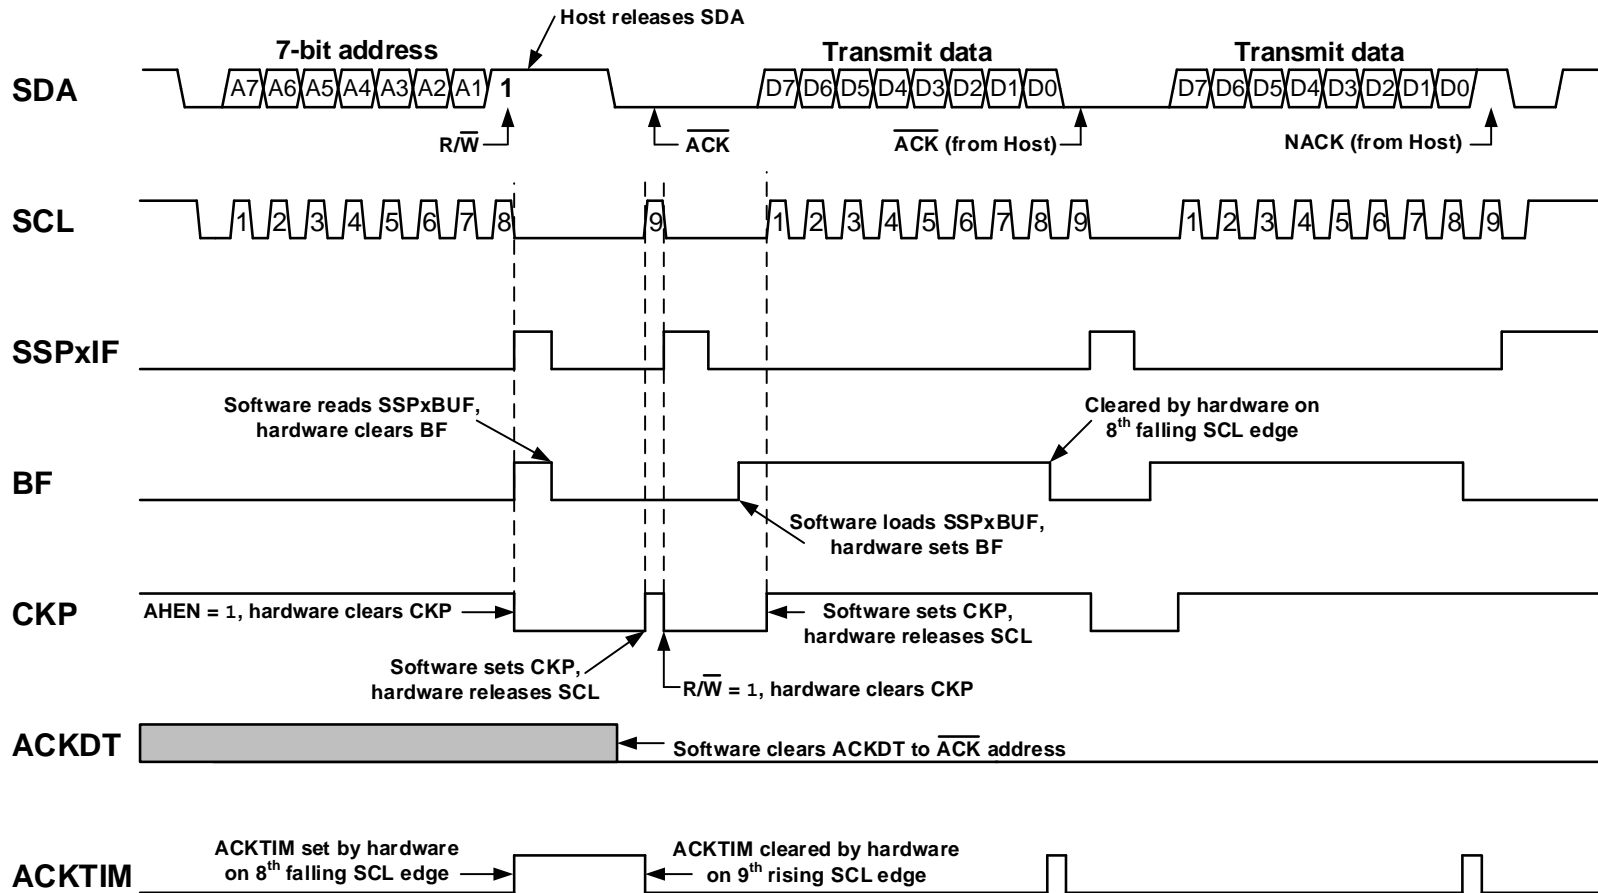 Host releases SDA
7-bit address
Transmit data
Transmit data
SDA
A7 A6 A5 A4 A3 A2 A1 1
D7 D6 D5 D4 D3 D2 D1 D0
D7 D6 D5 D4 D3 D2 D1 D0
R/W̅
A̅C̅K̅
A̅C̅K̅ (from Host)
NACK (from Host)
SCL
1 2 3 4 5 6 7 8 9
1 2 3 4 5 6 7 8 9
1 2 3 4 5 6 7 8 9
SSPxIF
Software reads SSPxBUF,
hardware clears BF
Cleared by hardware on
8th falling SCL edge
BF
Software loads SSPxBUF,
hardware sets BF
CKP
AHEN = 1, hardware clears CKP
Software sets CKP,
hardware releases SCL
Software sets CKP,
hardware releases SCL
R/W̅ = 1, hardware clears CKP
ACKDT
Software clears ACKDT to A̅C̅K̅ address
ACKTIM
ACKTIM set by hardware
on 8th falling SCL edge
ACKTIM cleared by hardware
on 9th rising SCL edge